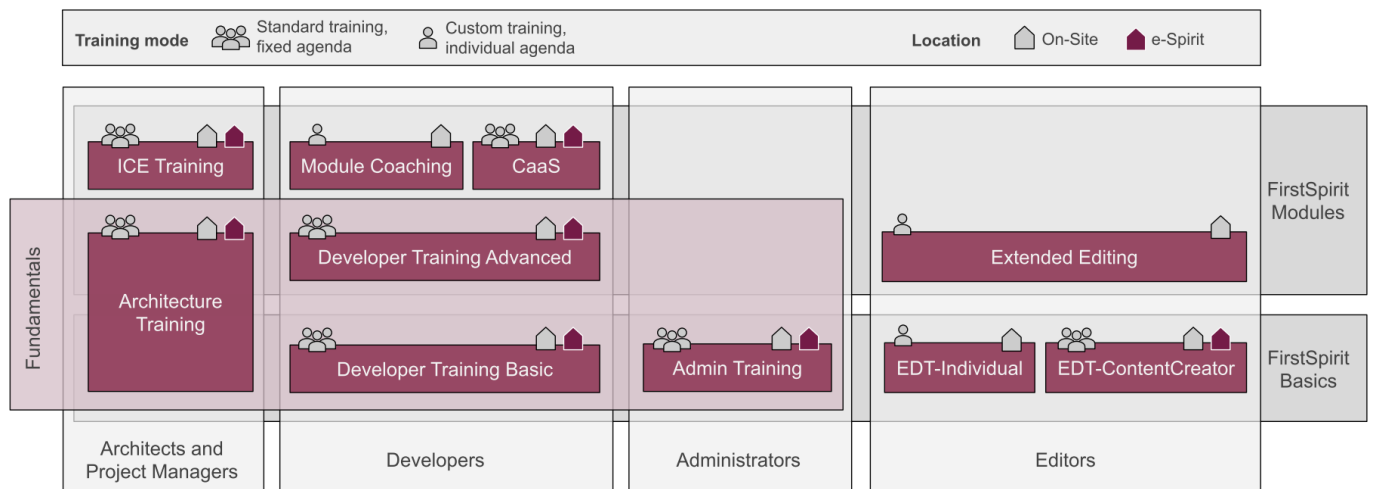 Training mode
Standard training,
fixed agenda
Custom training,
individual agenda
Location
On-Site
e-Spirit
ICE Training
Module Coaching
CaaS
FirstSpirit
Modules
Fundamentals
Architecture
Training
Developer Training Advanced
Extended Editing
Developer Training Basic
Admin Training
EDT-Individual
EDT-ContentCreator
FirstSpirit
Basics
Architects and
Project Managers
Developers
Administrators
Editors